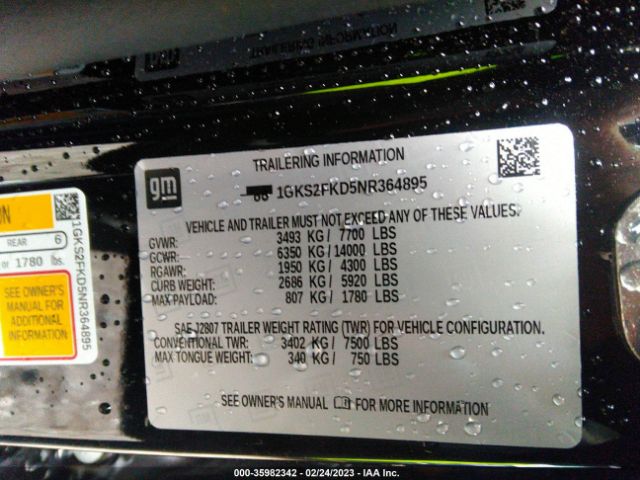 TRAILERING INFORMATION
gm
1GKS2FKD5NR364895
VEHICLE AND TRAILER MUST NOT EXCEED ANY OF THESE VALUES.
GVWR: 3493 KG / 7700 LBS
GCWR: 6350 KG / 14000 LBS
RGAWR: 1950 KG / 4300 LBS
CURB WEIGHT: 2686 KG / 5920 LBS
MAX PAYLOAD: 807 KG / 1780 LBS
SAE J2807 TRAILER WEIGHT RATING (TWR) FOR VEHICLE CONFIGURATION.
CONVENTIONAL TWR: 3402 KG / 7500 LBS
MAX TONGUE WEIGHT: 340 KG / 750 LBS
SEE OWNER'S MANUAL FOR MORE INFORMATION
REAR 6
or 1780 lbs.
SEE OWNER'S
MANUAL FOR
ADDITIONAL
INFORMATION
1GKS2FKD5NR364895
000-35982342 - 02/24/2023 - IAA Inc.